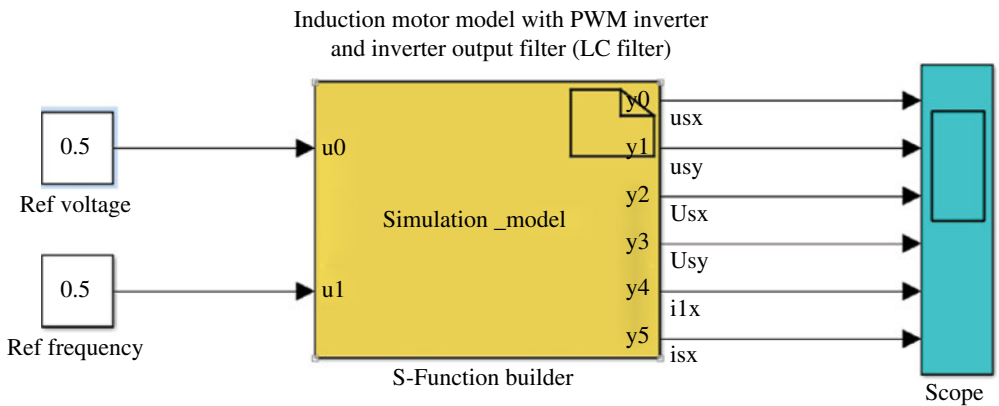 Induction motor model with PWM inverter
and inverter output filter (LC filter)
0.5
Ref voltage
0.5
Ref frequency
u0
u1
Simulation _model
y0
y1
y2
y3
y4
y5
S-Function builder
usx
usy
Usx
Usy
i1x
isx
Scope